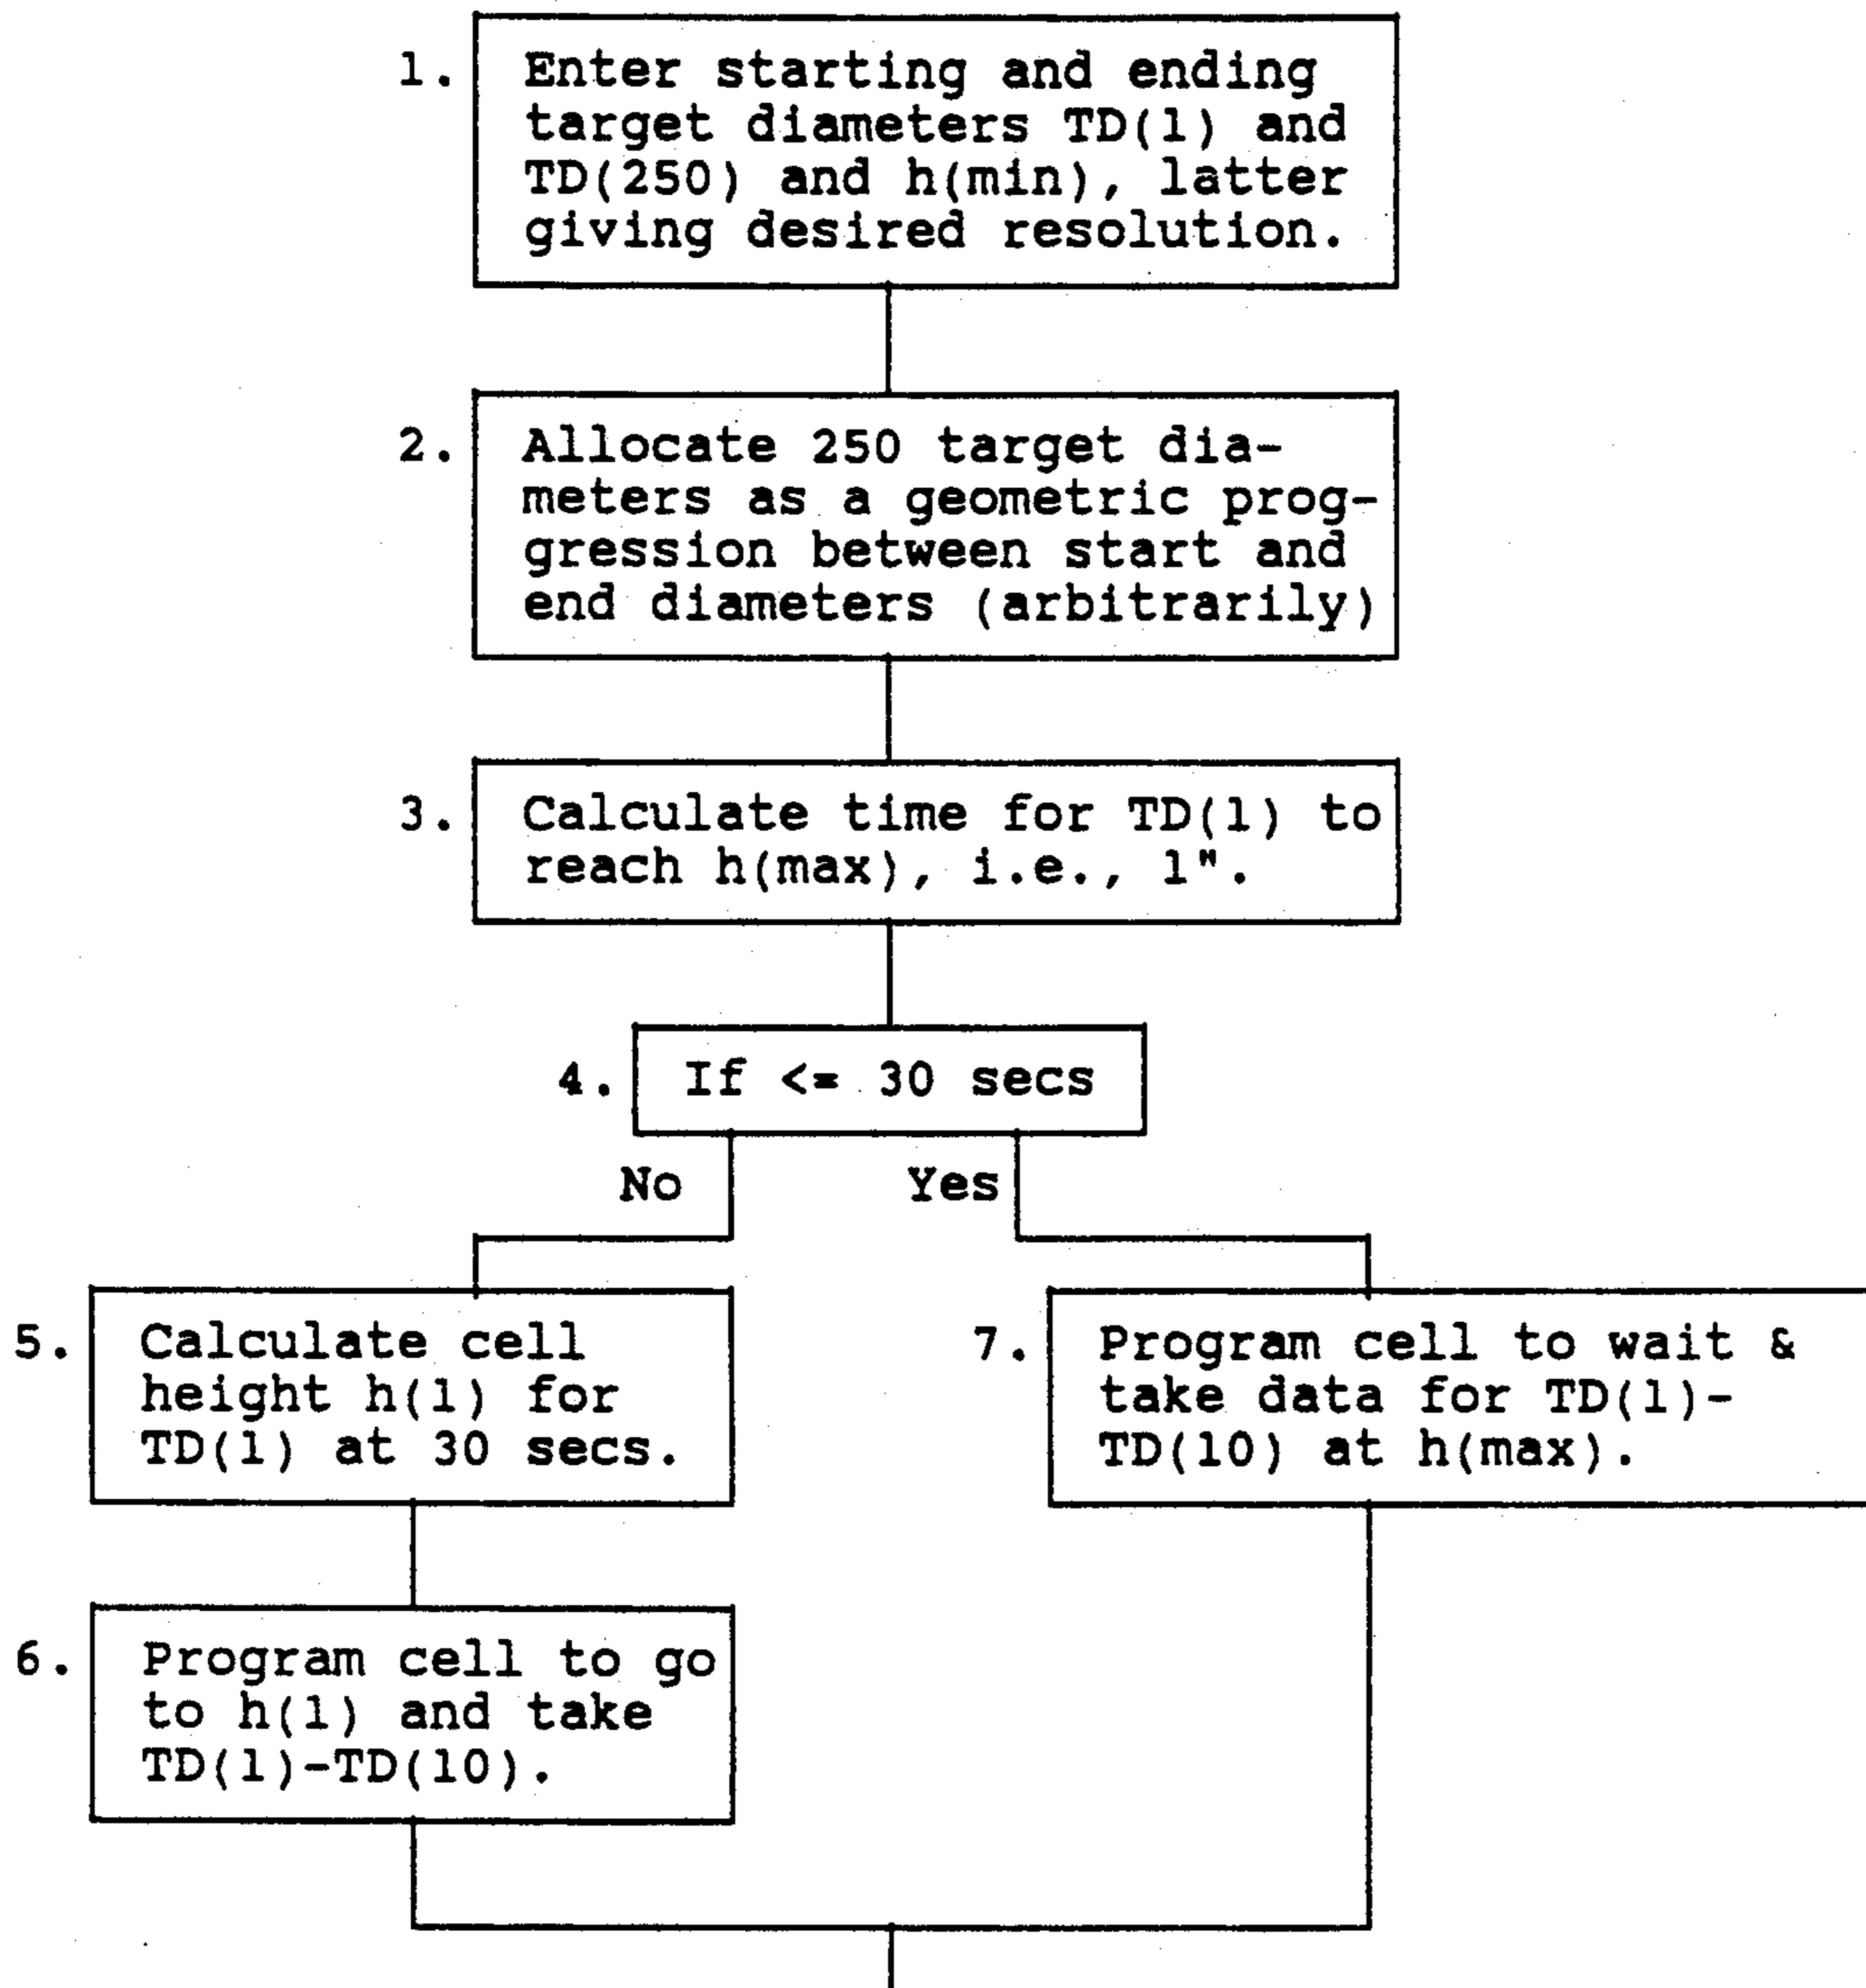 1. Enter starting and ending
target diameters TD(1) and
TD(250) and h(min), latter
giving desired resolution.
2. Allocate 250 target dia-
meters as a geometric prog-
gression between start and
end diameters (arbitrarily)
3. Calculate time for TD(1) to
reach h(max), i.e., 1".
4. If <= 30 secs
No Yes
5. Calculate cell
height h(1) for
TD(1) at 30 secs.
7. Program cell to wait &
take data for TD(1)-
TD(10) at h(max).
6. Program cell to go
to h(1) and take
TD(1)-TD(10).